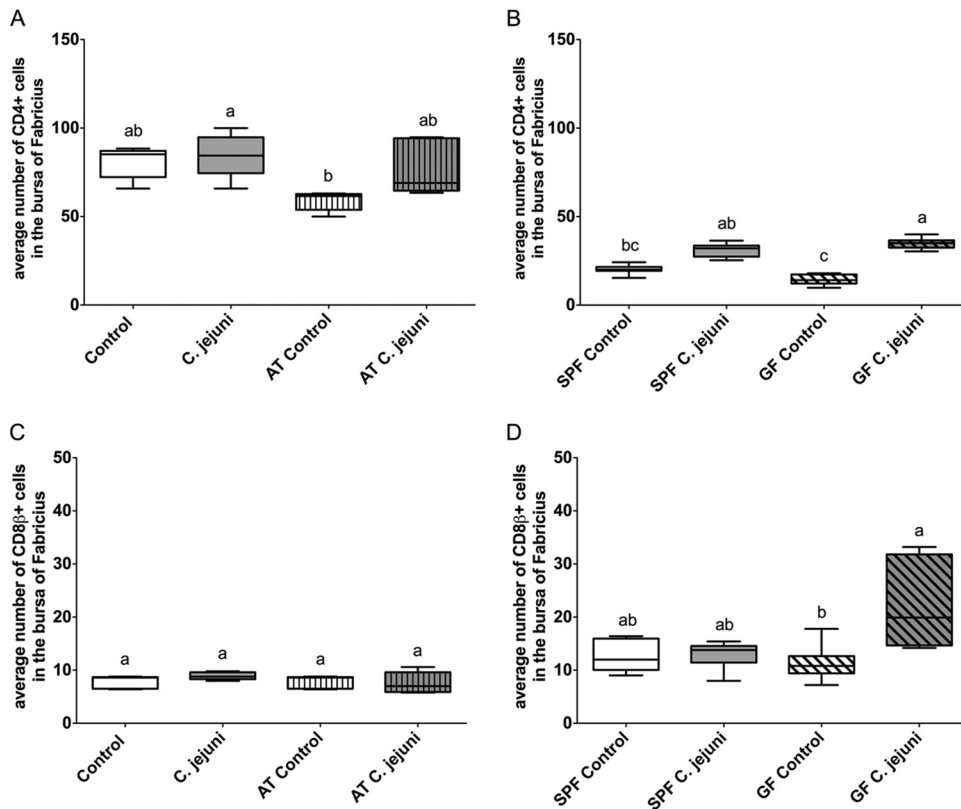 A
average number of CD4+ cells
in the bursa of Fabricius
150
100
50
0
ab
a
b
ab
Control
C. jejuni
AT Control
AT C. jejuni
B
average number of CD4+ cells
in the bursa of Fabricius
150
100
50
0
bc
ab
c
a
SPF Control
SPF C. jejuni
GF Control
GF C. jejuni
C
average number of CD8β+ cells
in the bursa of Fabricius
50
40
30
20
10
0
a
a
a
a
Control
C. jejuni
AT Control
AT C. jejuni
D
average number of CD8β+ cells
in the bursa of Fabricius
50
40
30
20
10
0
ab
ab
b
a
SPF Control
SPF C. jejuni
GF Control
GF C. jejuni